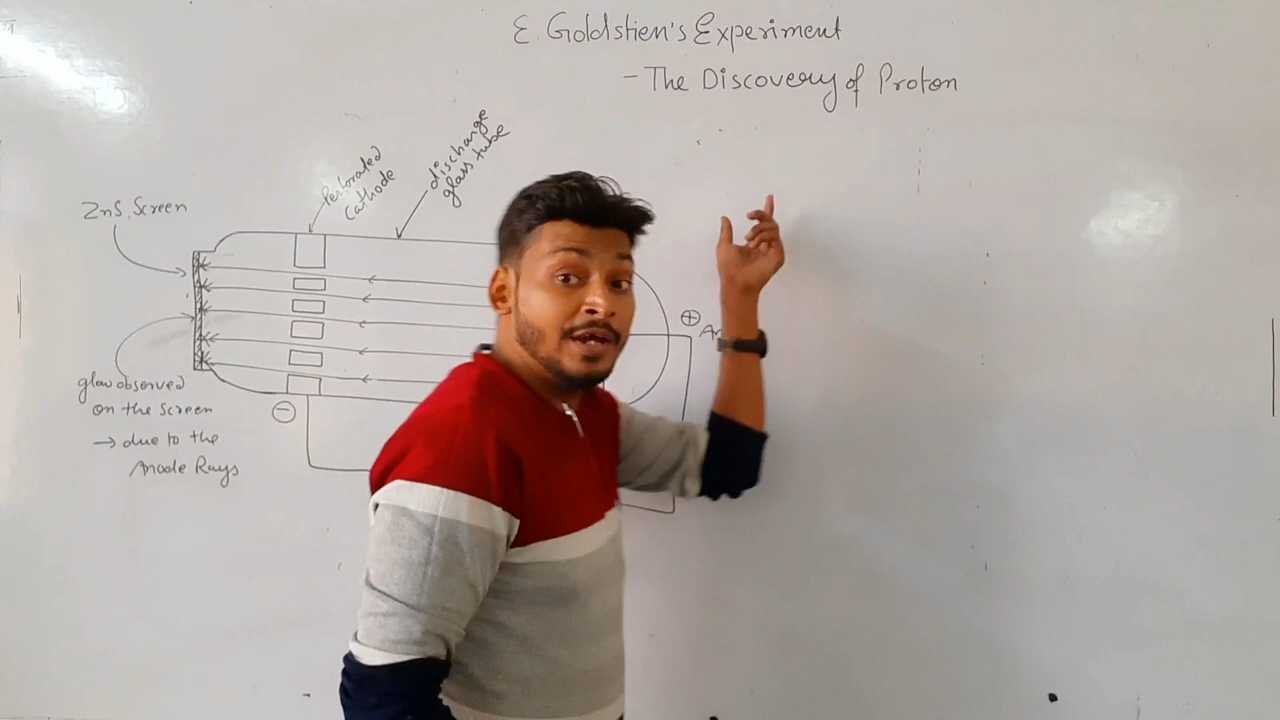 E. Goldstien's Experiment
- The Discovery of Proton
discharge
glass tube
Perforated
Cathode
ZnS Screen
⊕
glow observed
on the Screen
→ due to the
Anode Rays
⊖